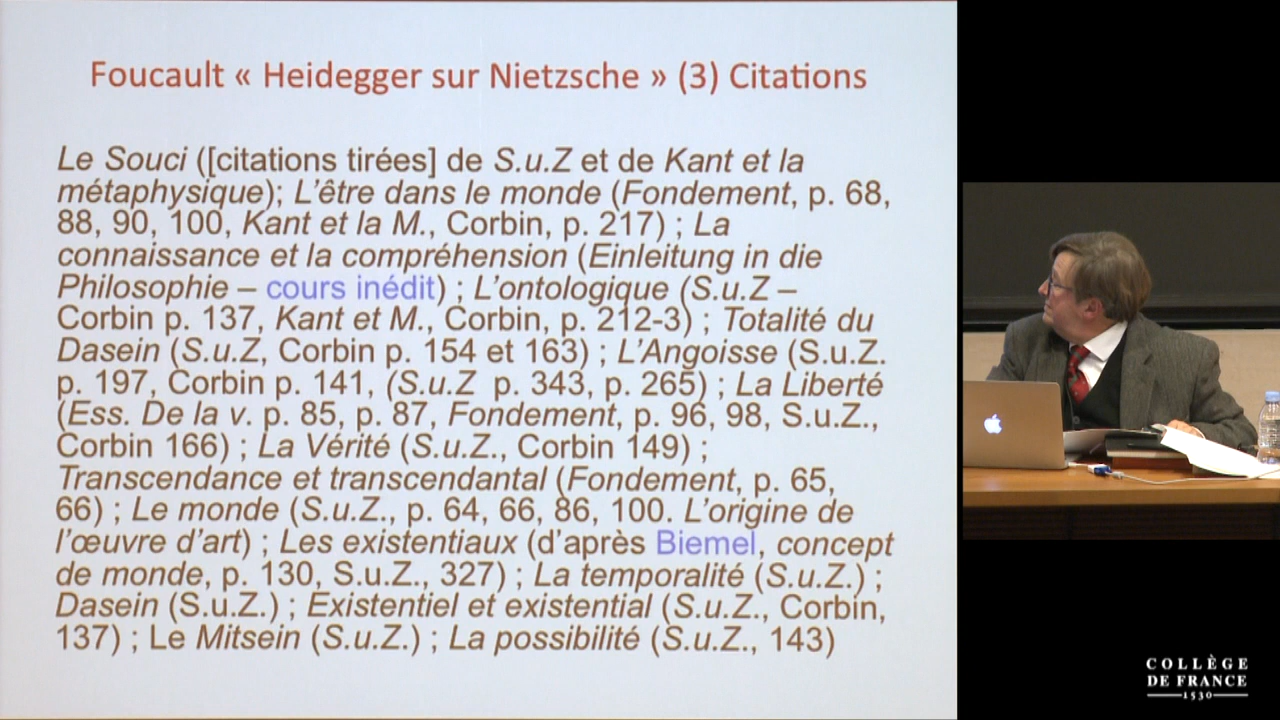 Foucault « Heidegger sur Nietzsche » (3) Citations
Le Souci ([citations tirées] de S.u.Z et de Kant et la
métaphysique); L’être dans le monde (Fondement, p. 68,
88, 90, 100, Kant et la M., Corbin, p. 217) ; La
connaissance et la compréhension (Einleitung in die
Philosophie – cours inédit) ; L’ontologique (S.u.Z –
Corbin p. 137, Kant et M., Corbin, p. 212-3) ; Totalité du
Dasein (S.u.Z, Corbin p. 154 et 163) ; L’Angoisse (S.u.Z.
p. 197, Corbin p. 141, (S.u.Z p. 343, p. 265) ; La Liberté
(Ess. De la v. p. 85, p. 87, Fondement, p. 96, 98, S.u.Z.,
Corbin 166) ; La Vérité (S.u.Z., Corbin 149) ;
Transcendance et transcendantal (Fondement, p. 65,
66) ; Le monde (S.u.Z., p. 64, 66, 86, 100. L’origine de
l’œuvre d’art) ; Les existentiaux (d’après Biemel, concept
de monde, p. 130, S.u.Z., 327) ; La temporalité (S.u.Z.) ;
Dasein (S.u.Z.) ; Existentiel et existential (S.u.Z., Corbin,
137) ; Le Mitsein (S.u.Z.) ; La possibilité (S.u.Z., 143)
COLLÈGE
DE FRANCE
1530